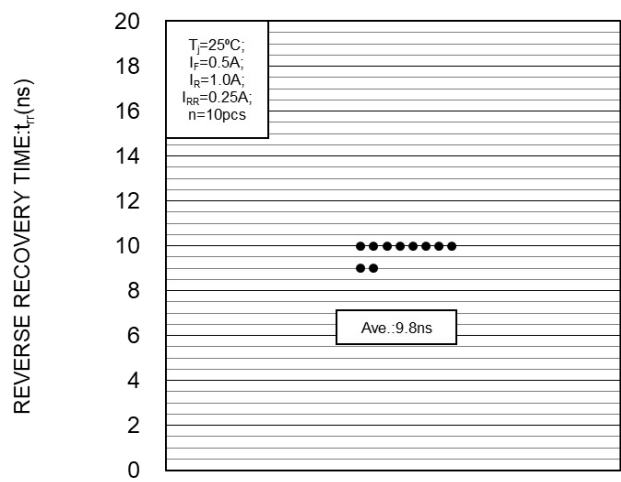 REVERSE RECOVERY TIME:trr(ns)
20
18
16
14
12
10
8
6
4
2
0
Tj=25ºC;
IF=0.5A;
IR=1.0A;
IRR=0.25A;
n=10pcs
Ave.:9.8ns